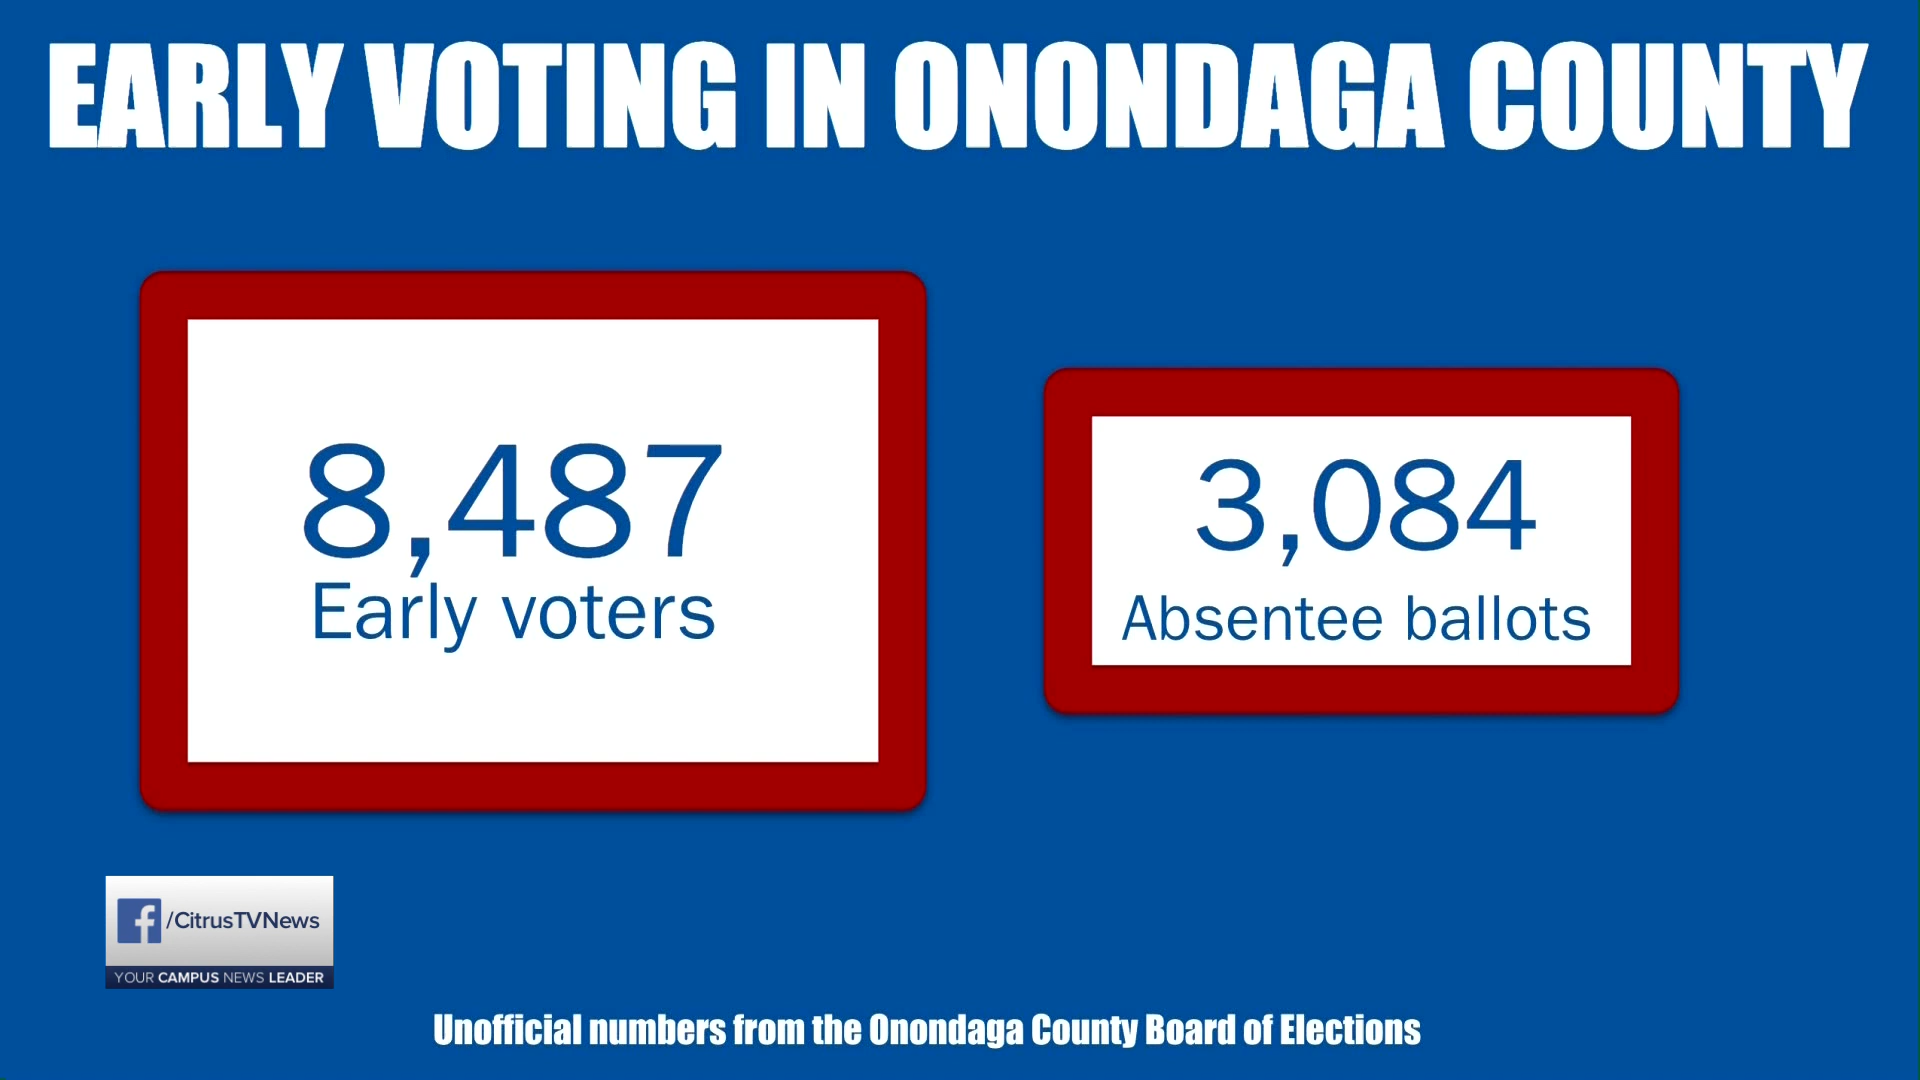 EARLY VOTING IN ONONDAGA COUNTY
8,487
Early voters
3,084
Absentee ballots
f/CitrusTVNews
YOUR CAMPUS NEWS LEADER
Unofficial numbers from the Onondaga County Board of Elections